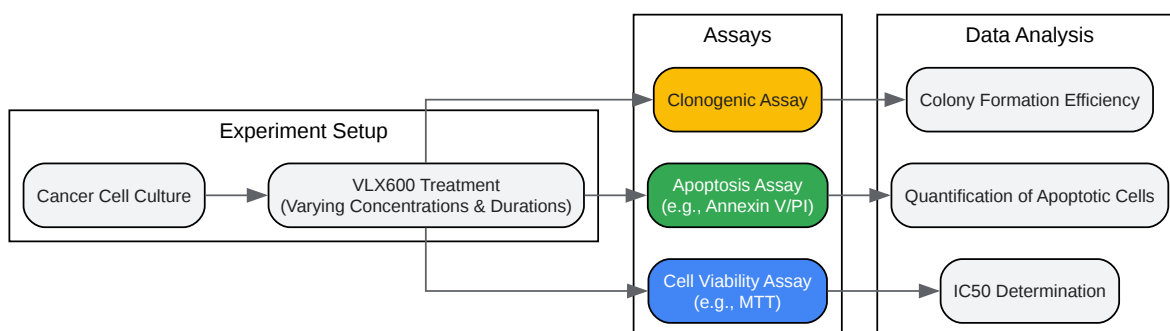 Experiment Setup
Cancer Cell Culture
VLX600 Treatment
(Varying Concentrations & Durations)
Assays
Clonogenic Assay
Apoptosis Assay
(e.g., Annexin V/PI)
Cell Viability Assay
(e.g., MTT)
Data Analysis
Colony Formation Efficiency
Quantification of Apoptotic Cells
IC50 Determination